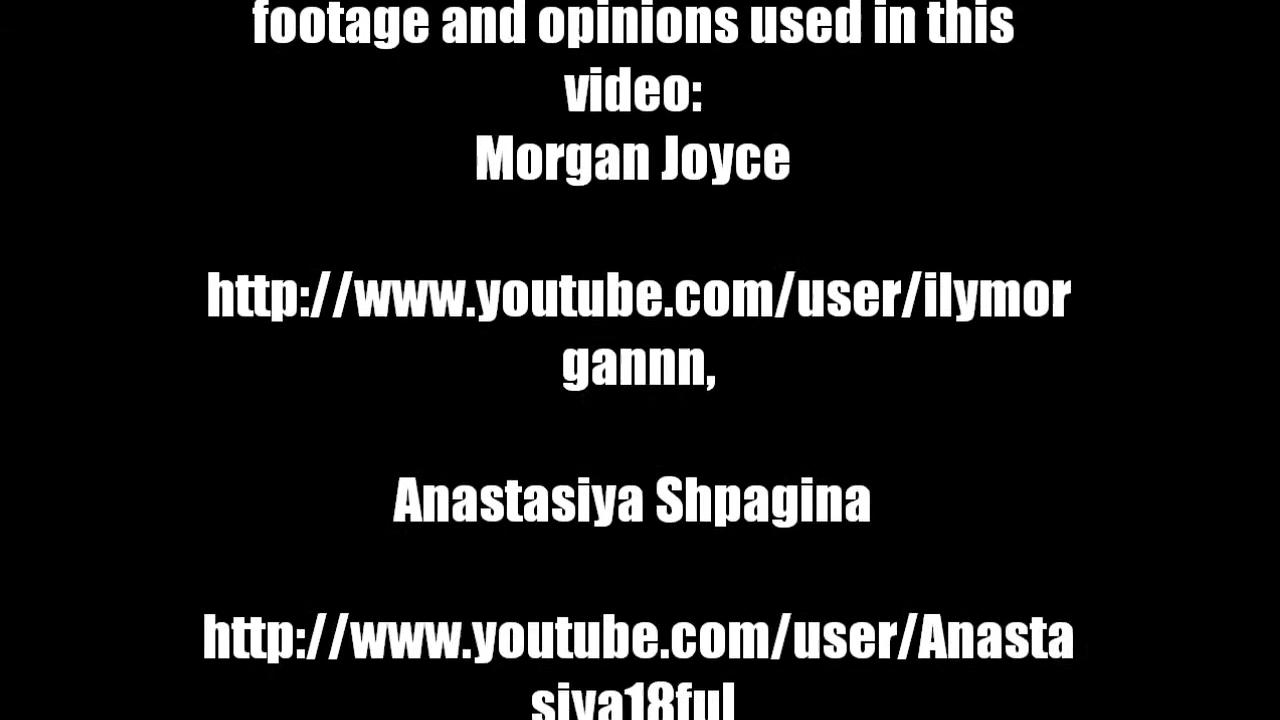 footage and opinions used in this
video:
Morgan Joyce
http://www.youtube.com/user/ilymor
gannn,
Anastasiya Shpagina
http://www.youtube.com/user/Anasta
siya18ful